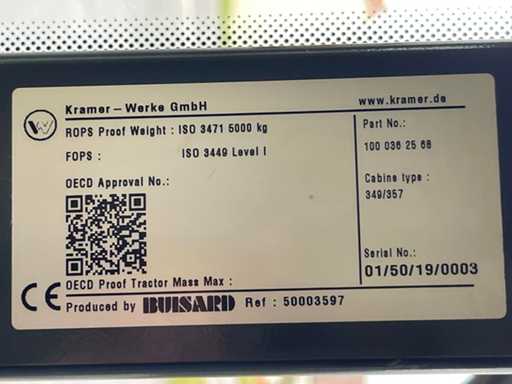 Kramer – Werke GmbH
www.kramer.de
ROPS Proof Weight : ISO 3471 5000 kg
FOPS : ISO 3449 Level I
OECD Approval No.:
Part No.:
100 036 25 68
Cabine type :
349/357
Serial No.:
01/50/19/0003
OECD Proof Tractor Mass Max :
CE Produced by BUISARD Ref : 50003597